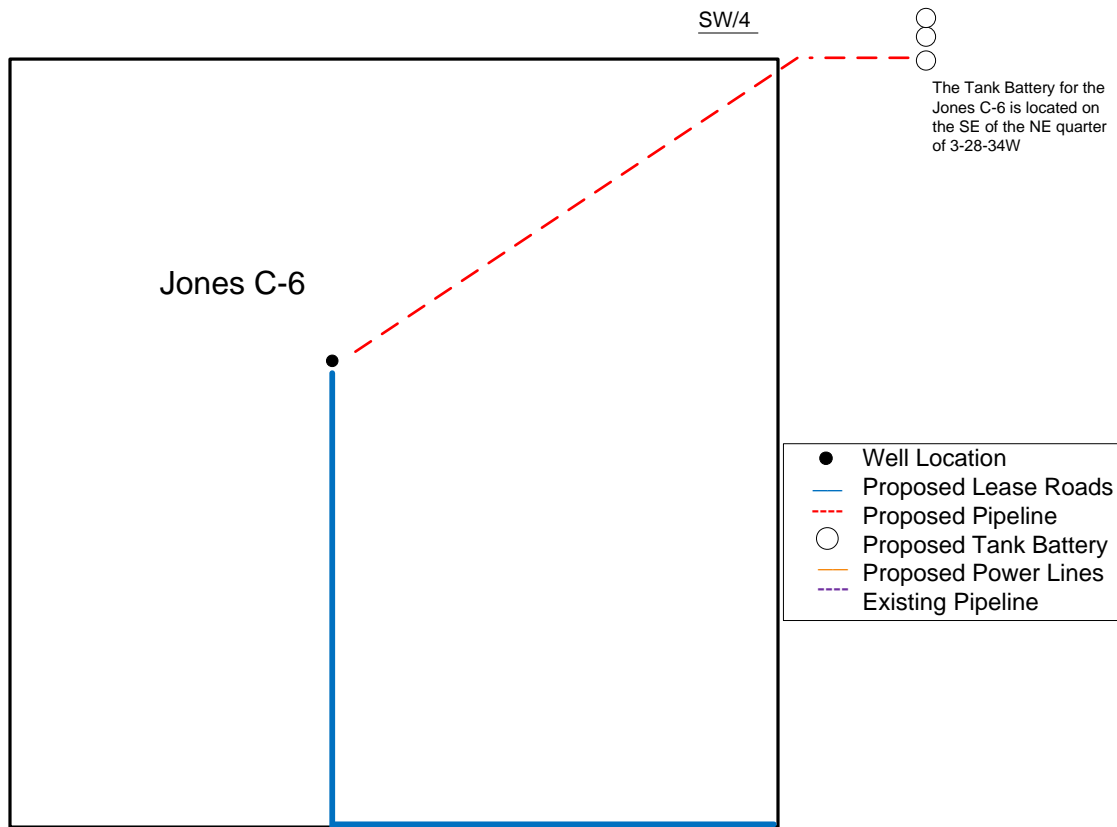 SW/4
The Tank Battery for the
Jones C-6 is located on
the SE of the NE quarter
of 3-28-34W
Jones C-6
Well Location
Proposed Lease Roads
Proposed Pipeline
Proposed Tank Battery
Proposed Power Lines
Existing Pipeline